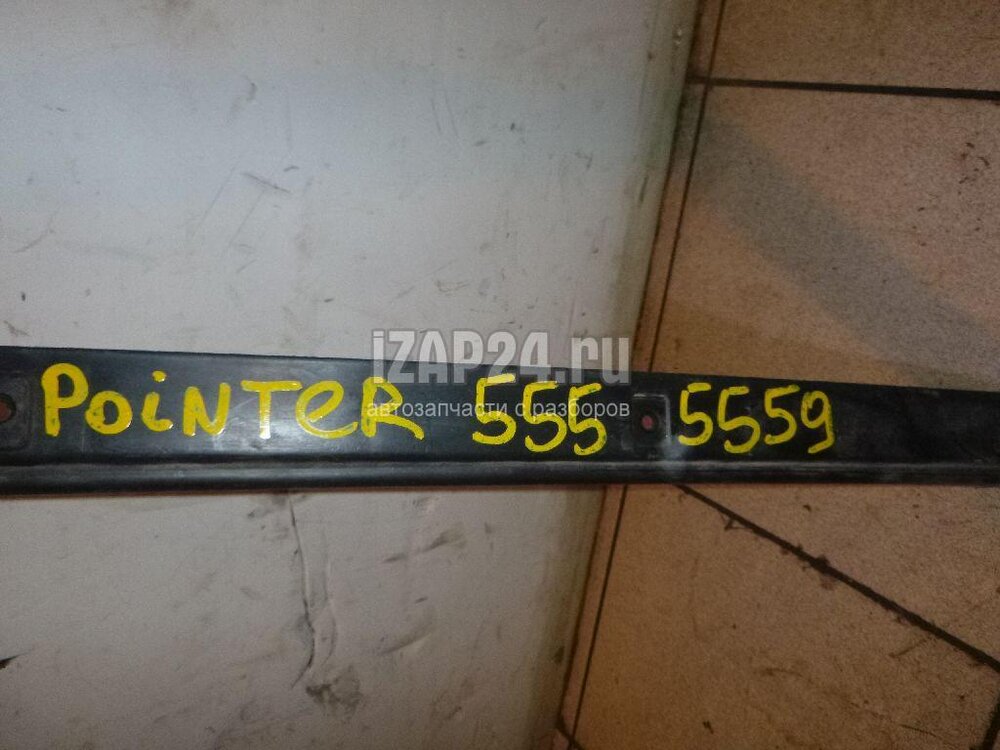 iZAP24.ru
POiNTeR 555 5559
автозапчасти с разборов